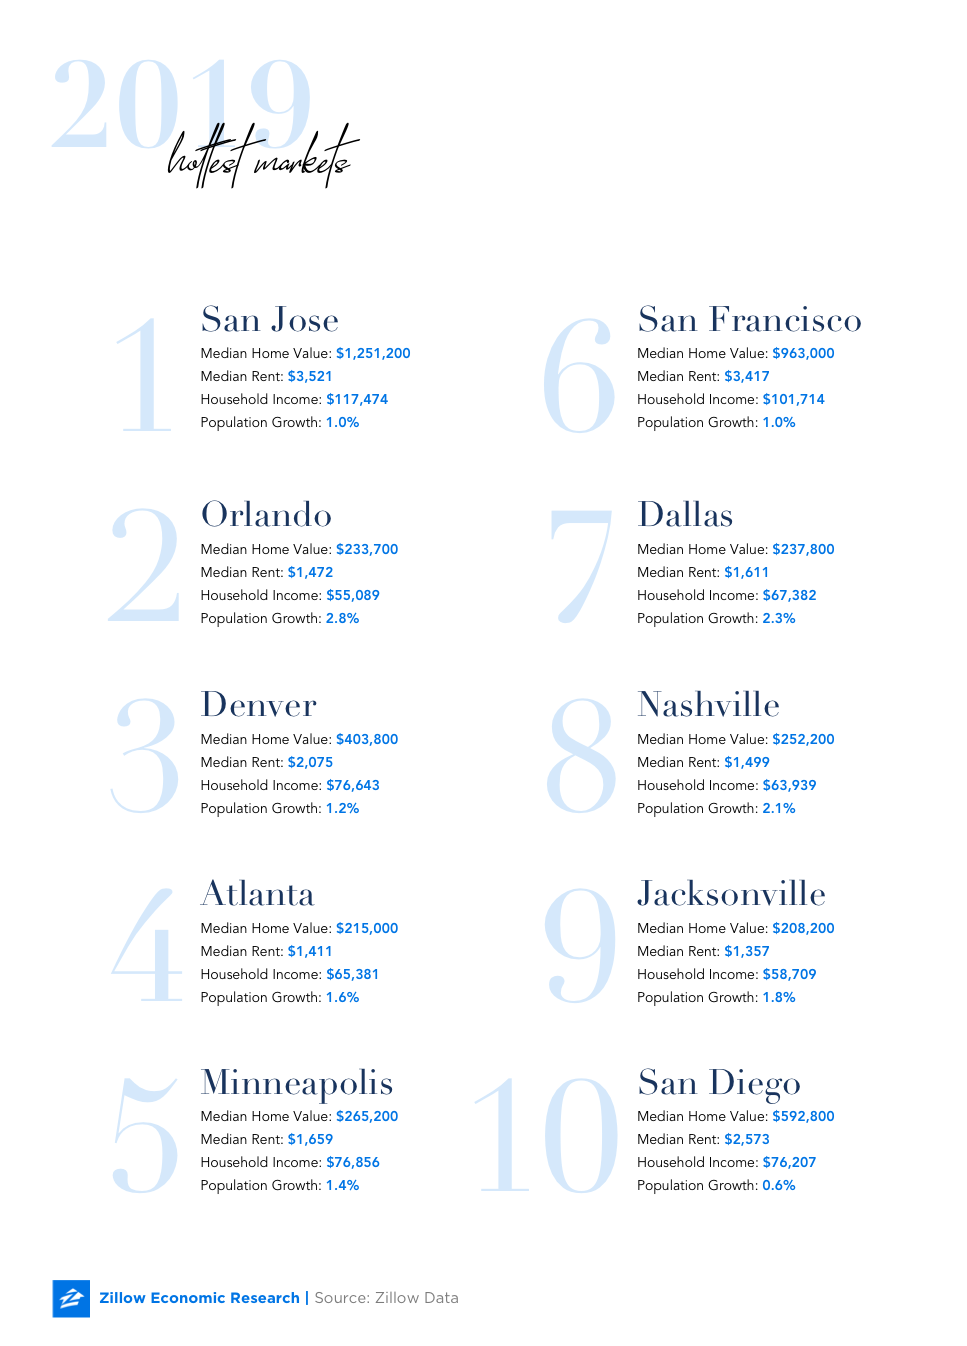 2019
hottest markets
1
San Jose
Median Home Value: $1,251,200
Median Rent: $3,521
Household Income: $117,474
Population Growth: 1.0%
2
Orlando
Median Home Value: $233,700
Median Rent: $1,472
Household Income: $55,089
Population Growth: 2.8%
3
Denver
Median Home Value: $403,800
Median Rent: $2,075
Household Income: $76,643
Population Growth: 1.2%
4
Atlanta
Median Home Value: $215,000
Median Rent: $1,411
Household Income: $65,381
Population Growth: 1.6%
5
Minneapolis
Median Home Value: $265,200
Median Rent: $1,659
Household Income: $76,856
Population Growth: 1.4%
6
San Francisco
Median Home Value: $963,000
Median Rent: $3,417
Household Income: $101,714
Population Growth: 1.0%
7
Dallas
Median Home Value: $237,800
Median Rent: $1,611
Household Income: $67,382
Population Growth: 2.3%
8
Nashville
Median Home Value: $252,200
Median Rent: $1,499
Household Income: $63,939
Population Growth: 2.1%
9
Jacksonville
Median Home Value: $208,200
Median Rent: $1,357
Household Income: $58,709
Population Growth: 1.8%
10
San Diego
Median Home Value: $592,800
Median Rent: $2,573
Household Income: $76,207
Population Growth: 0.6%
Zillow Economic Research | Source: Zillow Data